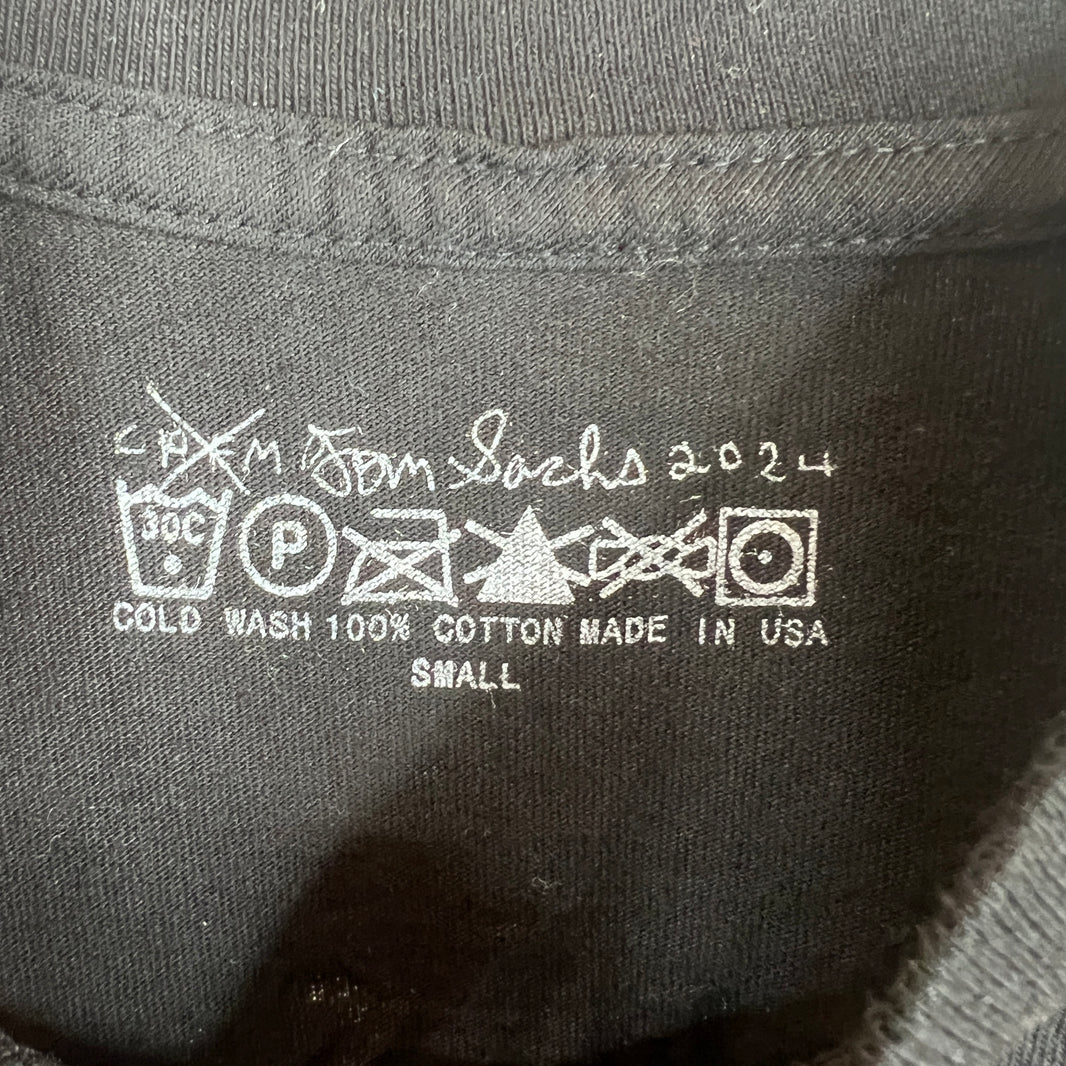 Tom Sachs 2024
30C P
COLD WASH 100% COTTON MADE IN USA
SMALL